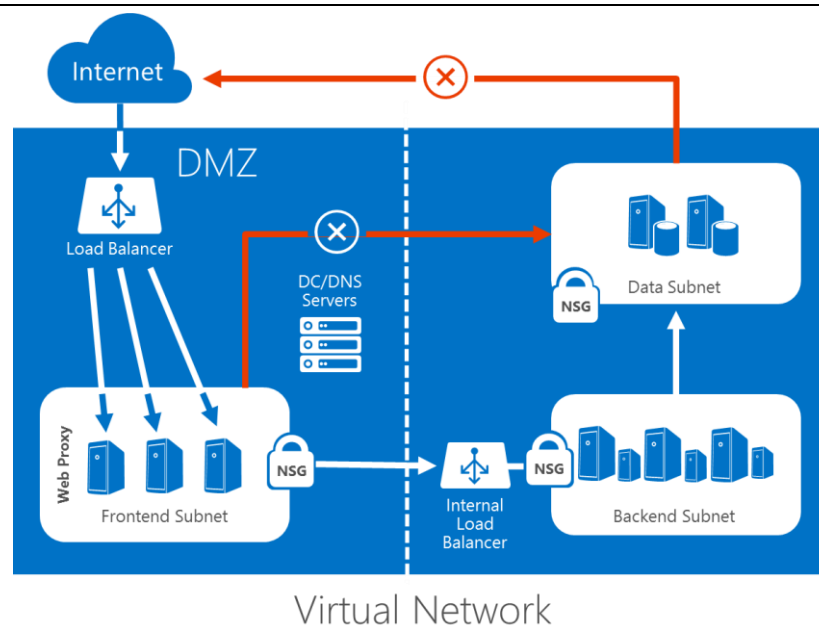 Internet
DMZ
Load Balancer
DC/DNS
Servers
Data Subnet
NSG
Web Proxy
Frontend Subnet
NSG
Internal
Load
Balancer
NSG
Backend Subnet
Virtual Network